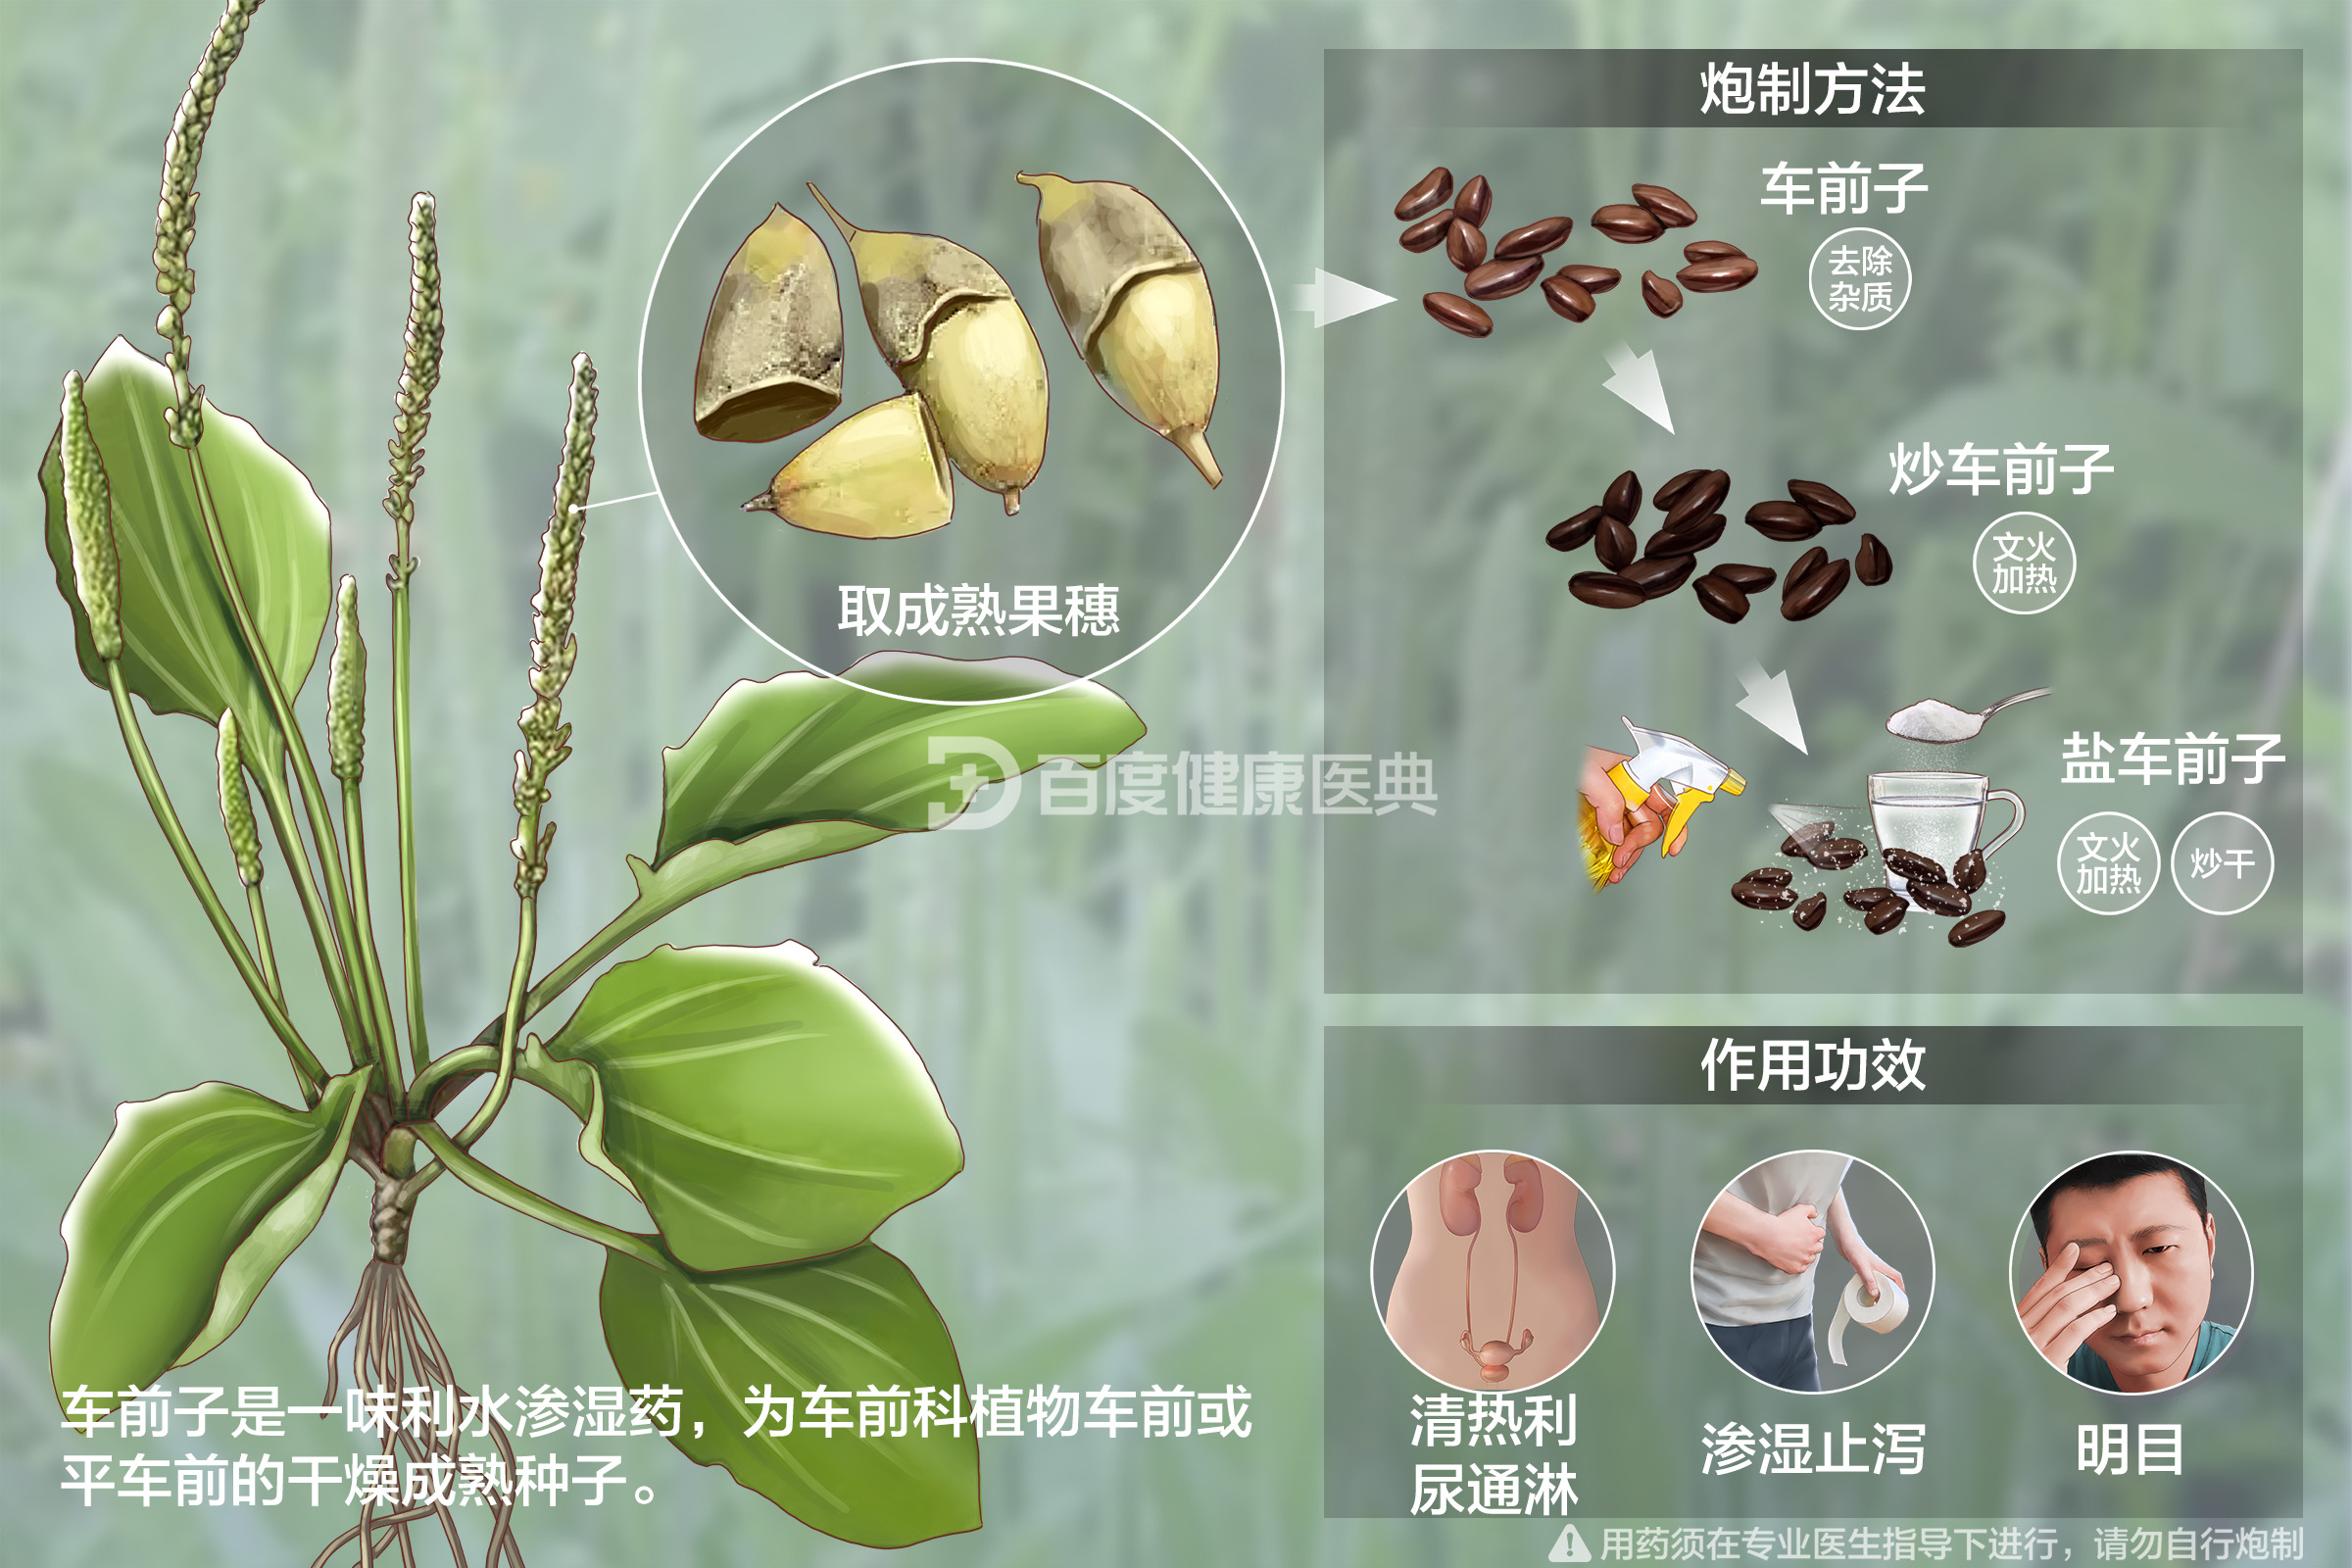 取成熟果穗
车前子是一味利水渗湿药，为车前科植物车前或
平车前的干燥成熟种子。
百度健康医典
炮制方法
车前子
去除
杂质
炒车前子
文火
加热
盐车前子
文火
加热
炒干
作用功效
清热利
尿通淋
渗湿止泻
明目
用药须在专业医生指导下进行，请勿自行炮制